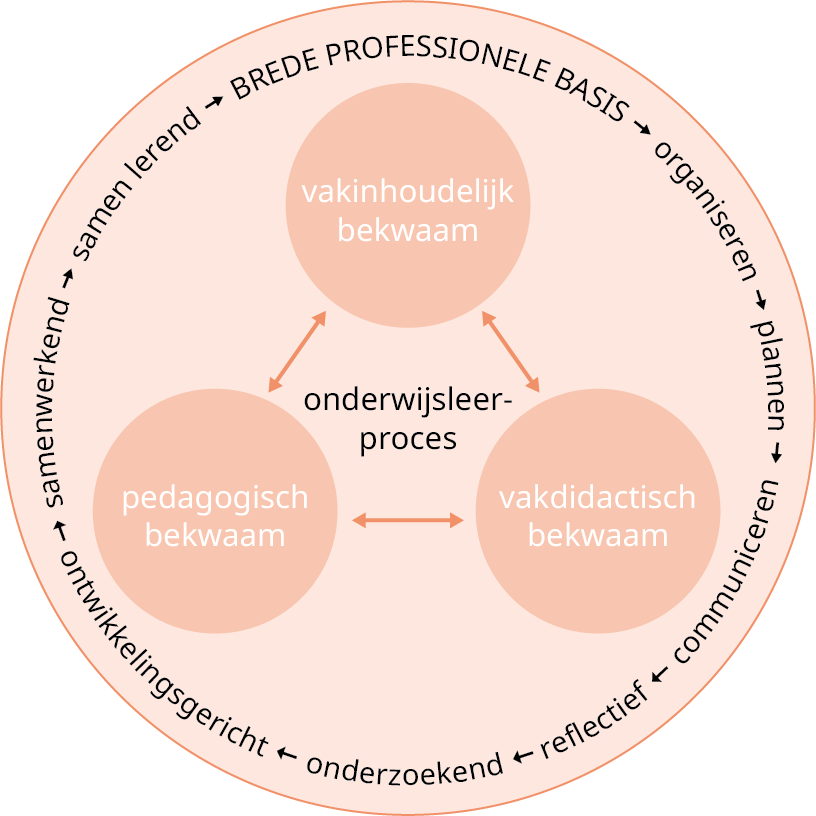 BREDE PROFESSIONELE BASIS → organiseren → plannen → communiceren → reflectief → onderzoekend → ontwikkelingsgericht → samenwerkend → samen lerend →
vakinhoudelijk
bekwaam
onderwijsleer-
proces
pedagogisch
bekwaam
vakdidactisch
bekwaam